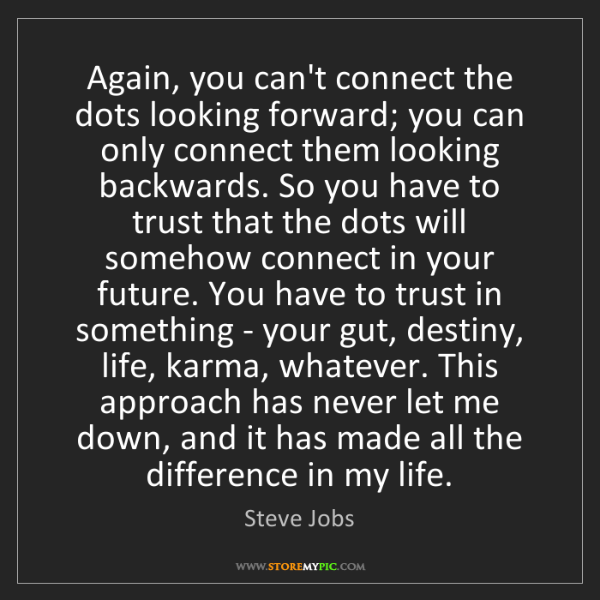 Again, you can't connect the
dots looking forward; you can
only connect them looking
backwards. So you have to
trust that the dots will
somehow connect in your
future. You have to trust in
something - your gut, destiny,
life, karma, whatever. This
approach has never let me
down, and it has made all the
difference in my life.
Steve Jobs
WWW.STOREMYPIC.COM